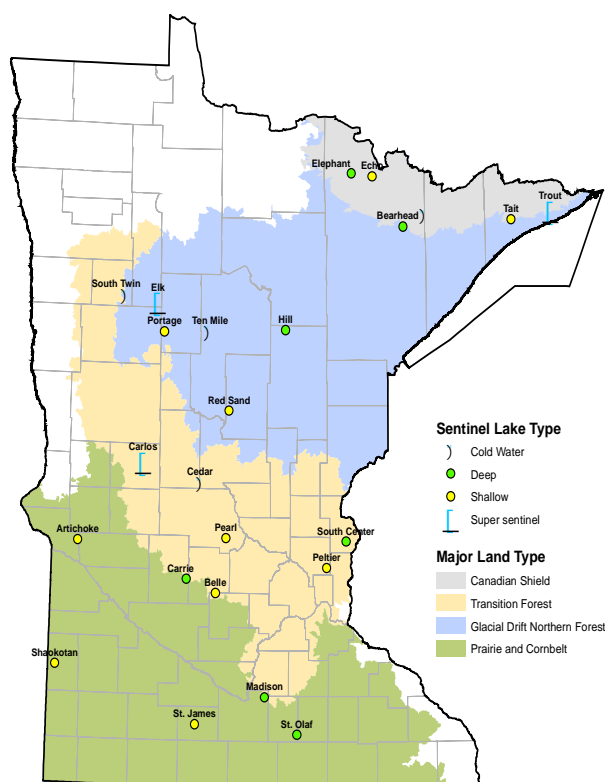 Elephant
Echo
Bearhead
Tait
Trout
South Twin
Elk
Portage
Ten Mile
Hill
Red Sand
Carlos
Cedar
Artichoke
Pearl
South Center
Peltier
Carrie
Belle
Shaokotan
Madison
St. James
St. Olaf
Sentinel Lake Type
Cold Water
Deep
Shallow
Super sentinel
Major Land Type
Canadian Shield
Transition Forest
Glacial Drift Northern Forest
Prairie and Cornbelt